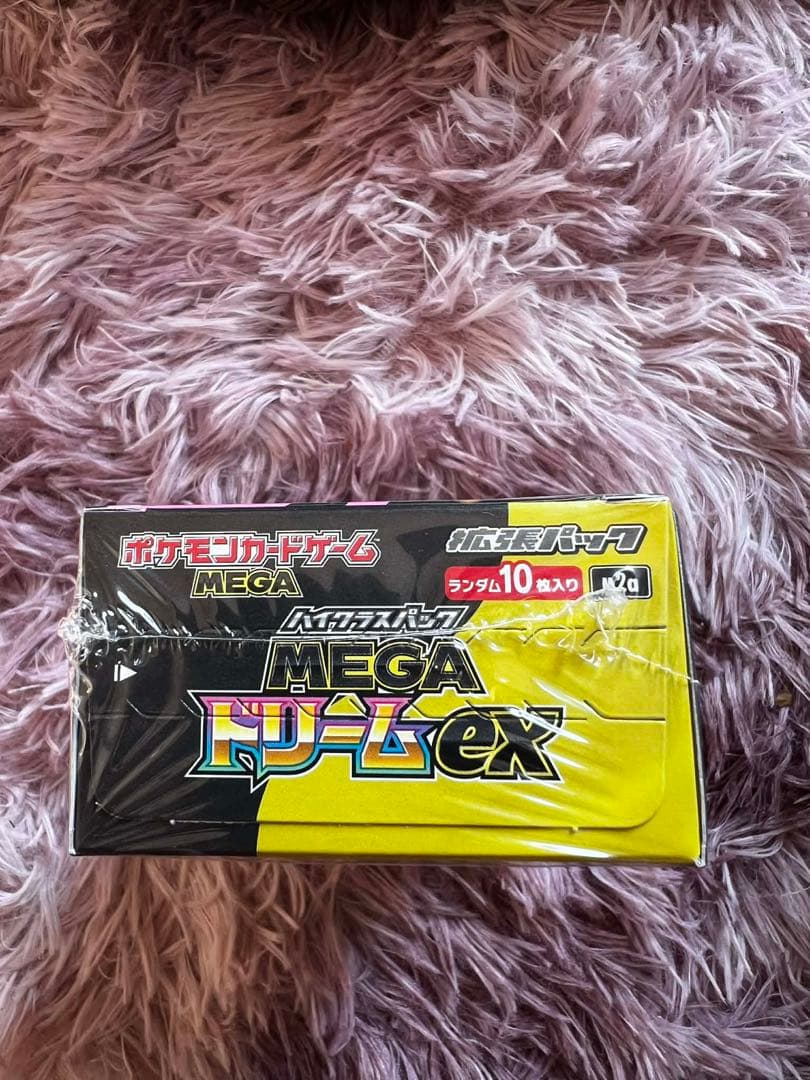 ポケモンカードゲーム
MEGA
拡張パック
ランダム10枚入り M2a
ハイクラスパック
MEGA
ドリームex